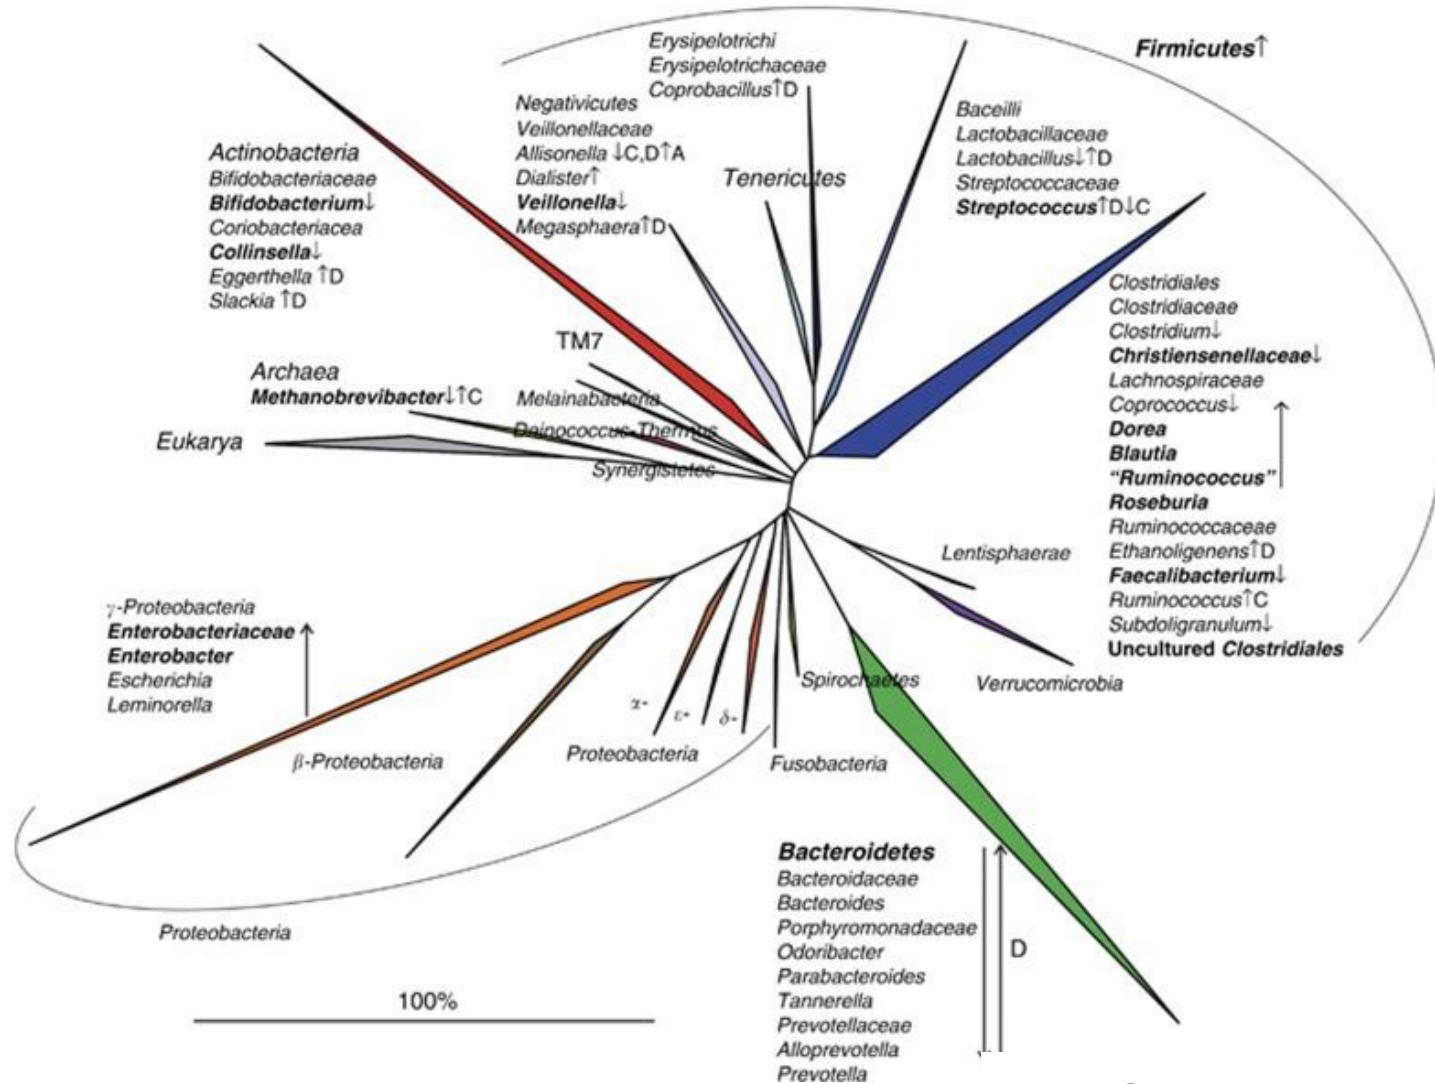 Firmicutes↑
Erysipelotrichi
Erysipelotrichaceae
Coprobacillus↑D
Negativicutes
Veillonellaceae
Allisonella ↓C,D↑A
Dialister↑
Veillonella↓
Megasphaera↑D
Tenericutes
Baceilli
Lactobacillaceae
Lactobacillus↓↑D
Streptococcaceae
Streptococcus↑D↓C
Actinobacteria
Bifidobacteriaceae
Bifidobacterium↓
Coriobacteriacea
Collinsella↓
Eggerthella ↑D
Slackia ↑D
Clostridiales
Clostridiaceae
Clostridium↓
Christiensenellaceae↓
Lachnospiraceae
Coprococcus↓
Dorea
Blautia
“Ruminococcus”
Roseburia
Ruminococcaceae
Ethanoligenens↑D
Faecalibacterium↓
Ruminococcus↑C
Subdoligranulum↓
Uncultured Clostridiales
TM7
Archaea
Methanobrevibacter↓↑C
Melainabacteria
Deinococcus-Thermus
Eukarya
Synergistetes
Lentisphaerae
Verrucomicrobia
γ-Proteobacteria
Enterobacteriaceae
Enterobacter
Escherichia
Leminorella
β-Proteobacteria
α- ε- δ-
Proteobacteria
Spirochaetes
Fusobacteria
Proteobacteria
100%
Bacteroidetes
Bacteroidaceae
Bacteroides
Porphyromonadaceae
Odoribacter
Parabacteroides
Tannerella
Prevotellaceae
Alloprevotella
Prevotella
D